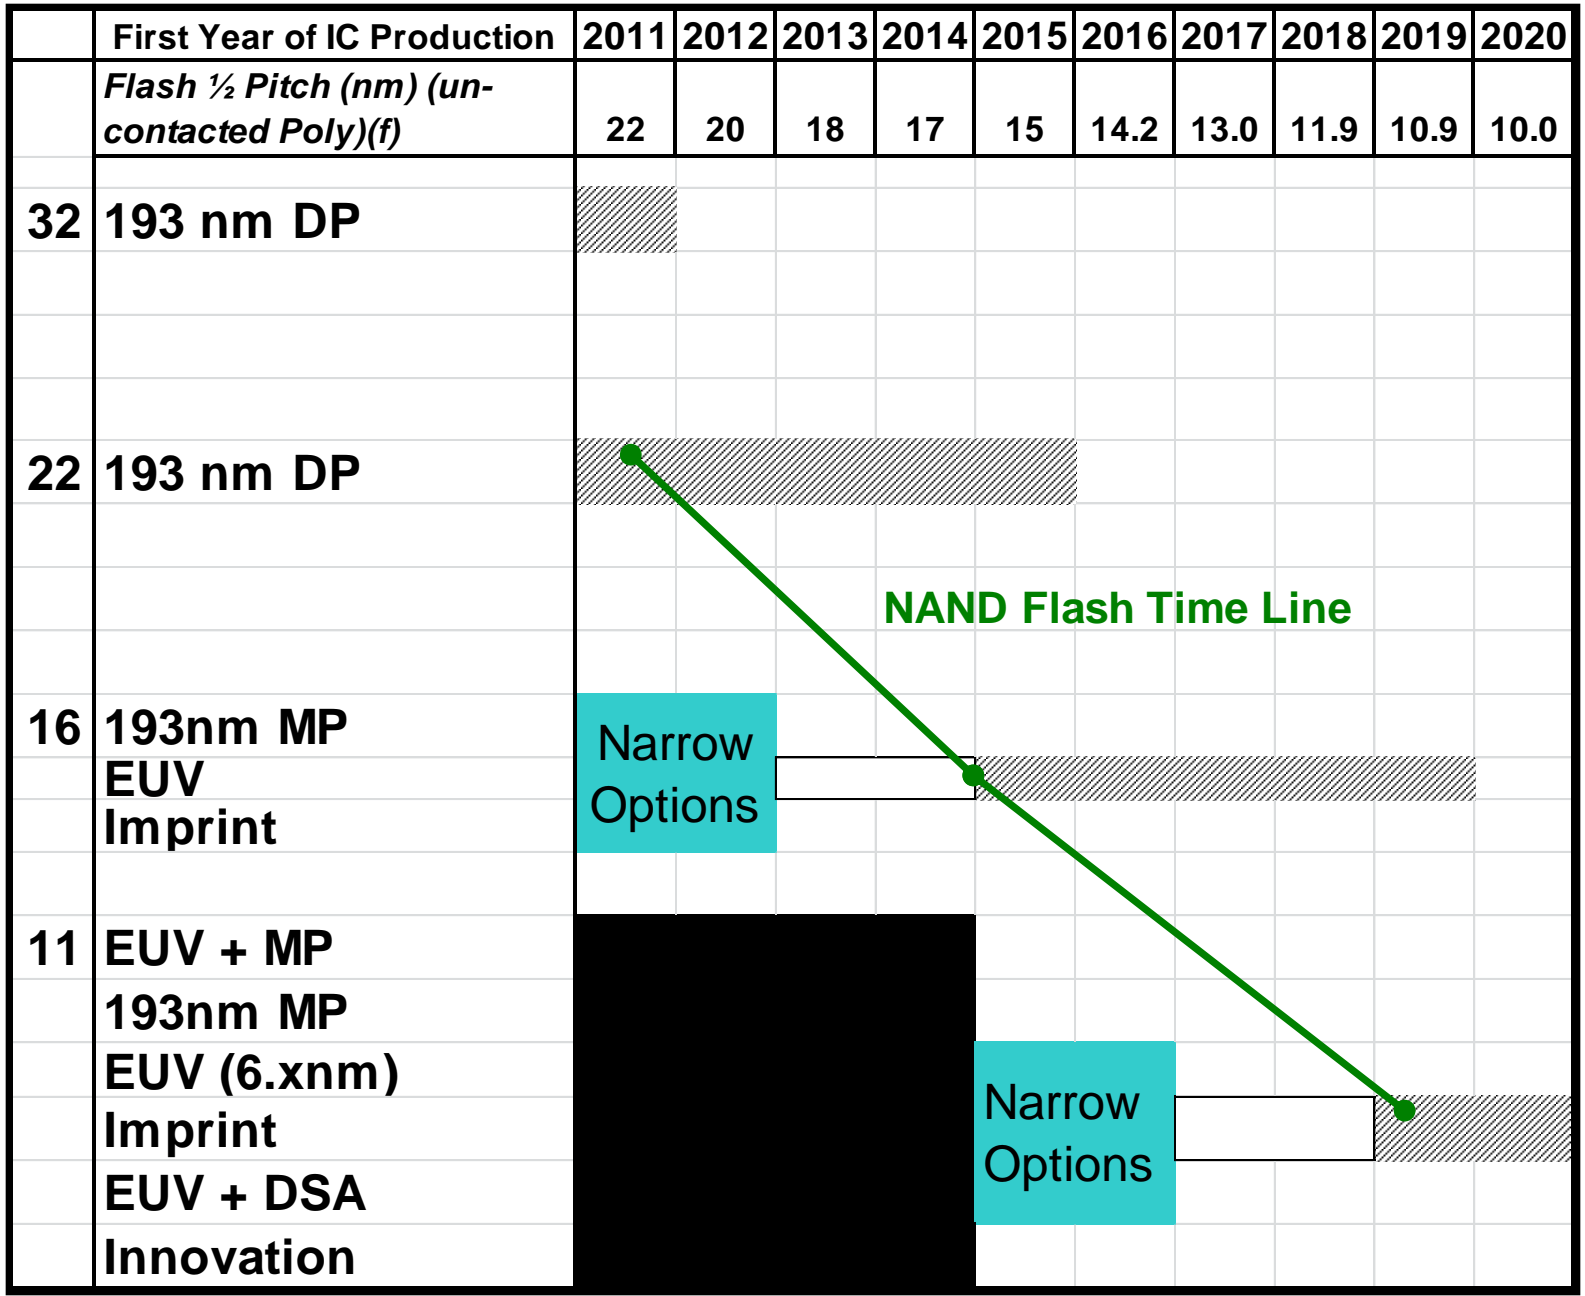 First Year of IC Production 2011 2012 2013 2014 2015 2016 2017 2018 2019 2020
Flash ½ Pitch (nm) (un-
contacted Poly)(f) 22 20 18 17 15 14.2 13.0 11.9 10.9 10.0
32 193 nm DP
22 193 nm DP
NAND Flash Time Line
16 193nm MP
Narrow
EUV
Options
Imprint
11 EUV + MP
193nm MP
EUV (6.xnm)
Narrow
Imprint
Options
EUV + DSA
Innovation